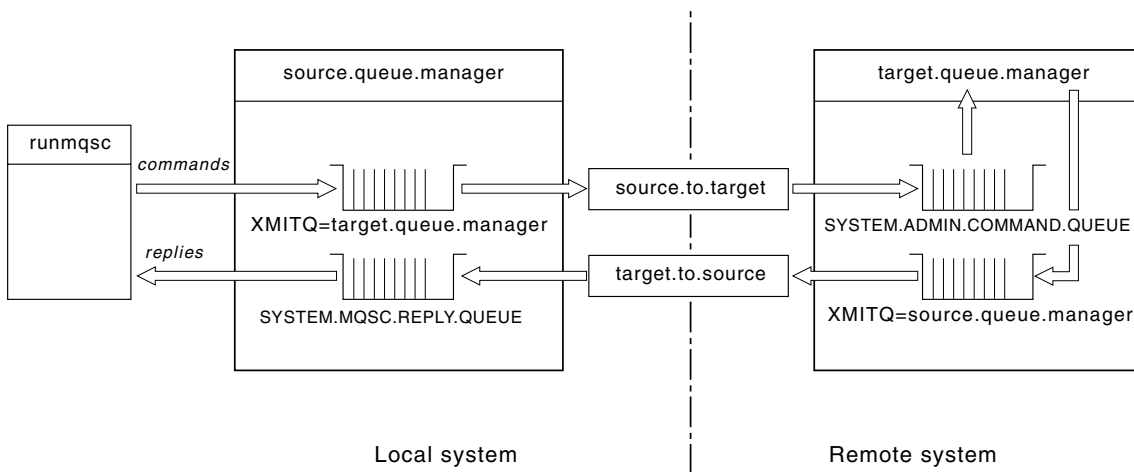 source.queue.manager
target.queue.manager
runmqsc
commands
source.to.target
XMITQ=target.queue.manager
SYSTEM.ADMIN.COMMAND.QUEUE
replies
target.to.source
SYSTEM.MQSC.REPLY.QUEUE
XMITQ=source.queue.manager
Local system
Remote system